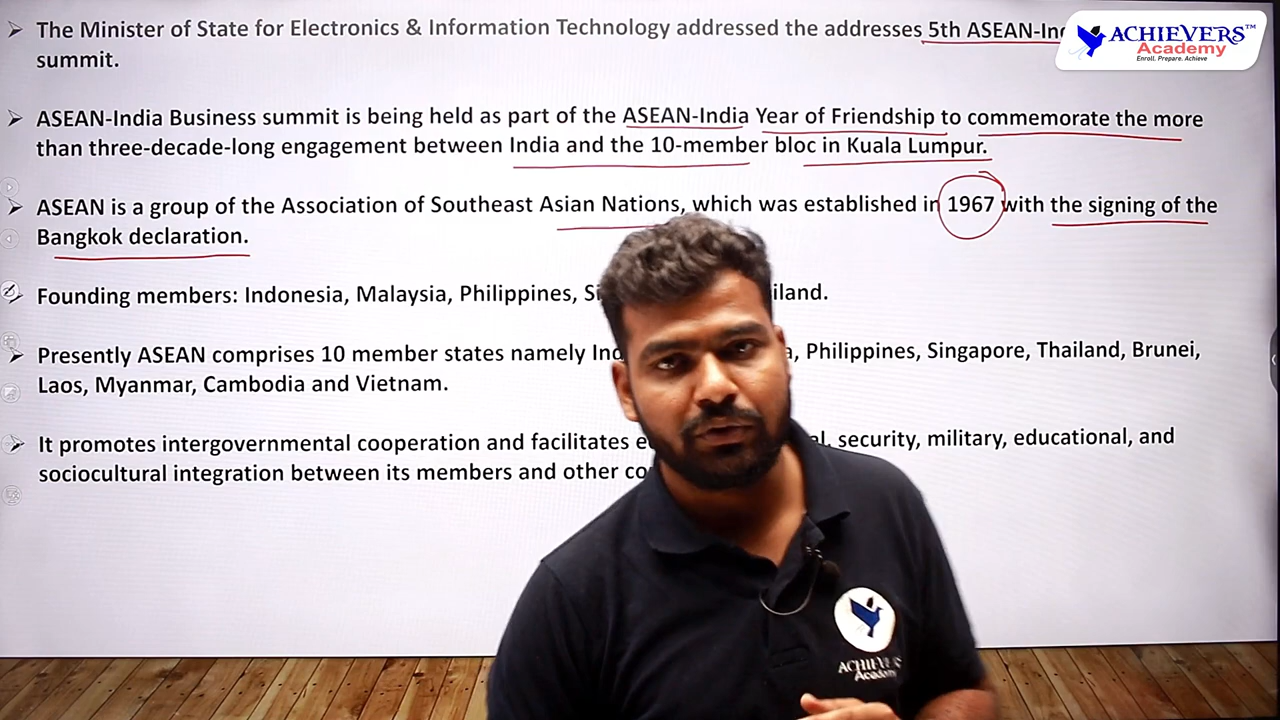 The Minister of State for Electronics & Information Technology addressed the addresses 5th ASEAN-
summit.
ASEAN-India Business summit is being held as part of the ASEAN-India Year of Friendship to commemorate the more
than three-decade-long engagement between India and the 10-member bloc in Kuala Lumpur.
ASEAN is a group of the Association of Southeast Asian Nations, which was established in 1967 with the signing of the
Bangkok declaration.
Founding members: Indonesia, Malaysia, Philippines,
Presently ASEAN comprises 10 member states namely Philippines, Singapore, Thailand, Brunei,
Laos, Myanmar, Cambodia and Vietnam.
It promotes intergovernmental cooperation and facilitates security, military, educational, and
sociocultural integration between its members and other
ACHIEVERS™
Academy
Enroll. Prepare. Achieve
ACHIEVERS
Academy